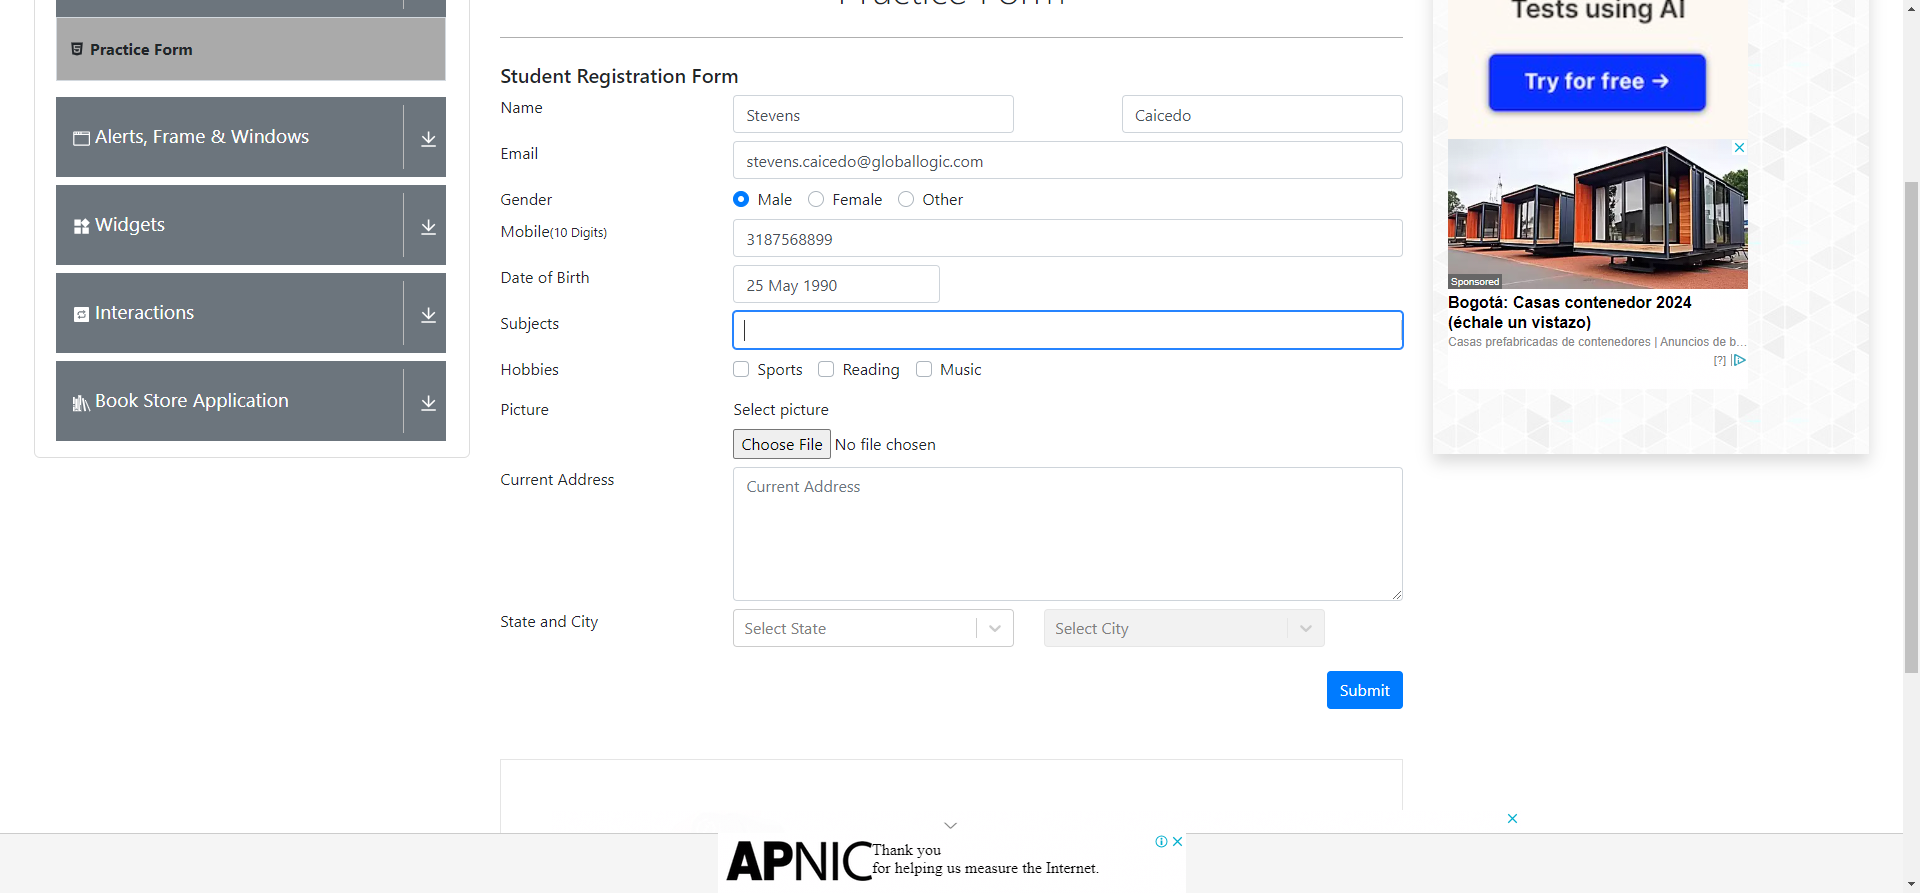 Practice Form
Tests using AI
Practice Form
Try for free →
Student Registration Form
Name
Stevens
Caicedo
Alerts, Frame & Windows
Email
stevens.caicedo@globallogic.com
Gender
Male
Female
Other
Widgets
Mobile(10 Digits)
3187568899
Date of Birth
25 May 1990
Sponsored
Bogotá: Casas contenedor 2024
(échale un vistazo)
Casas prefabricadas de contenedores | Anuncios de b...
[?]
Interactions
Subjects
Hobbies
Sports
Reading
Music
Book Store Application
Picture
Select picture
Choose File No file chosen
Current Address
Current Address
State and City
Select State
Select City
Submit
APNIC
Thank you
for helping us measure the Internet.